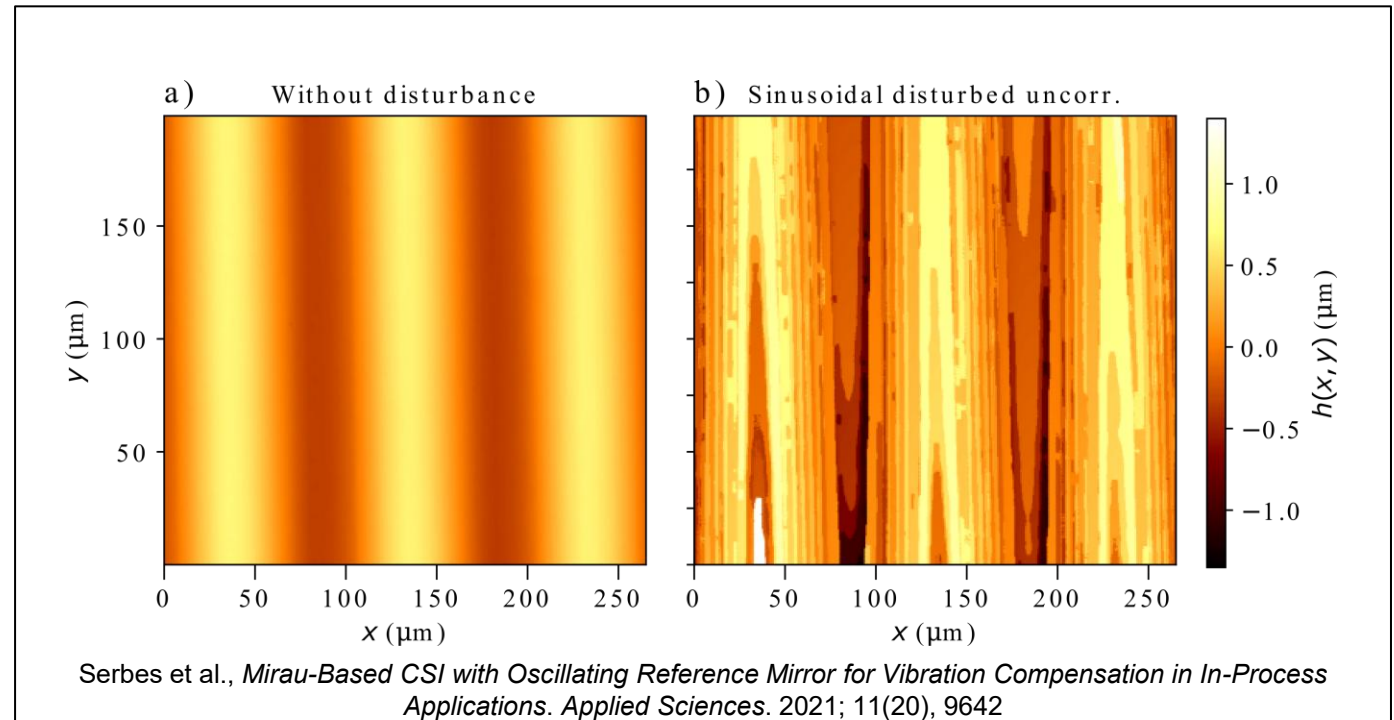 a) Without disturbance
b) Sinusoidal disturbed uncorr.
150
100
50
y (µm)
0 50 100 150 200 250
x (µm)
0 50 100 150 200 250
x (µm)
1.0
0.5
0.0
−0.5
−1.0
h(x, y) (µm)
Serbes et al., Mirau-Based CSI with Oscillating Reference Mirror for Vibration Compensation in In-Process
Applications. Applied Sciences. 2021; 11(20), 9642